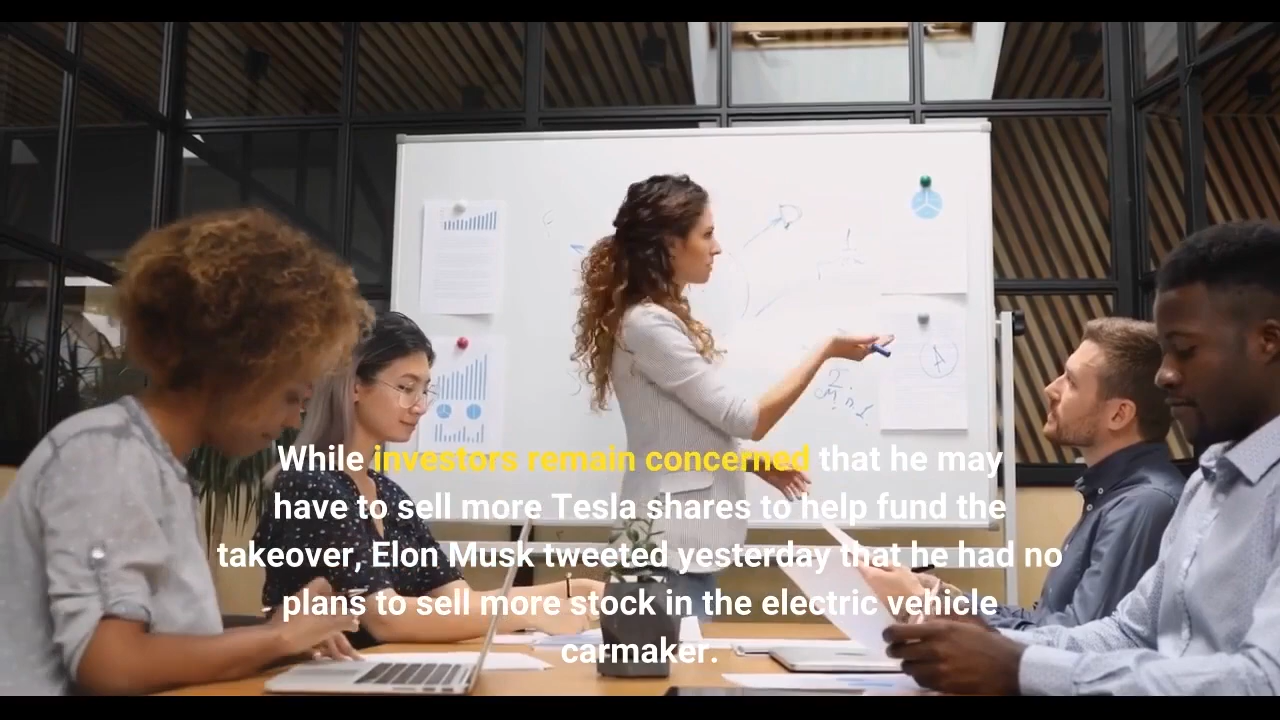 While investors remain concerned that he may
have to sell more Tesla shares to help fund the
takeover, Elon Musk tweeted yesterday that he had no
plans to sell more stock in the electric vehicle
carmaker.